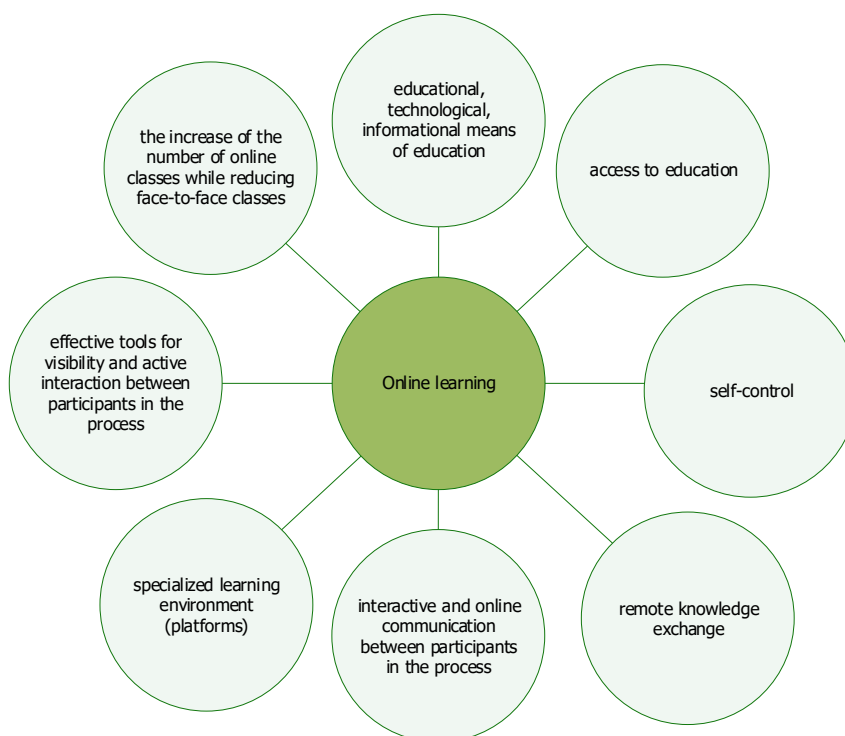 educational,
technological,
informational means
of education
the increase of the
number of online
classes while reducing
face-to-face classes
access to education
effective tools for
visibility and active
interaction between
participants in the
process
Online learning
self-control
specialized learning
environment
(platforms)
interactive and online
communication
between participants
in the process
remote knowledge
exchange